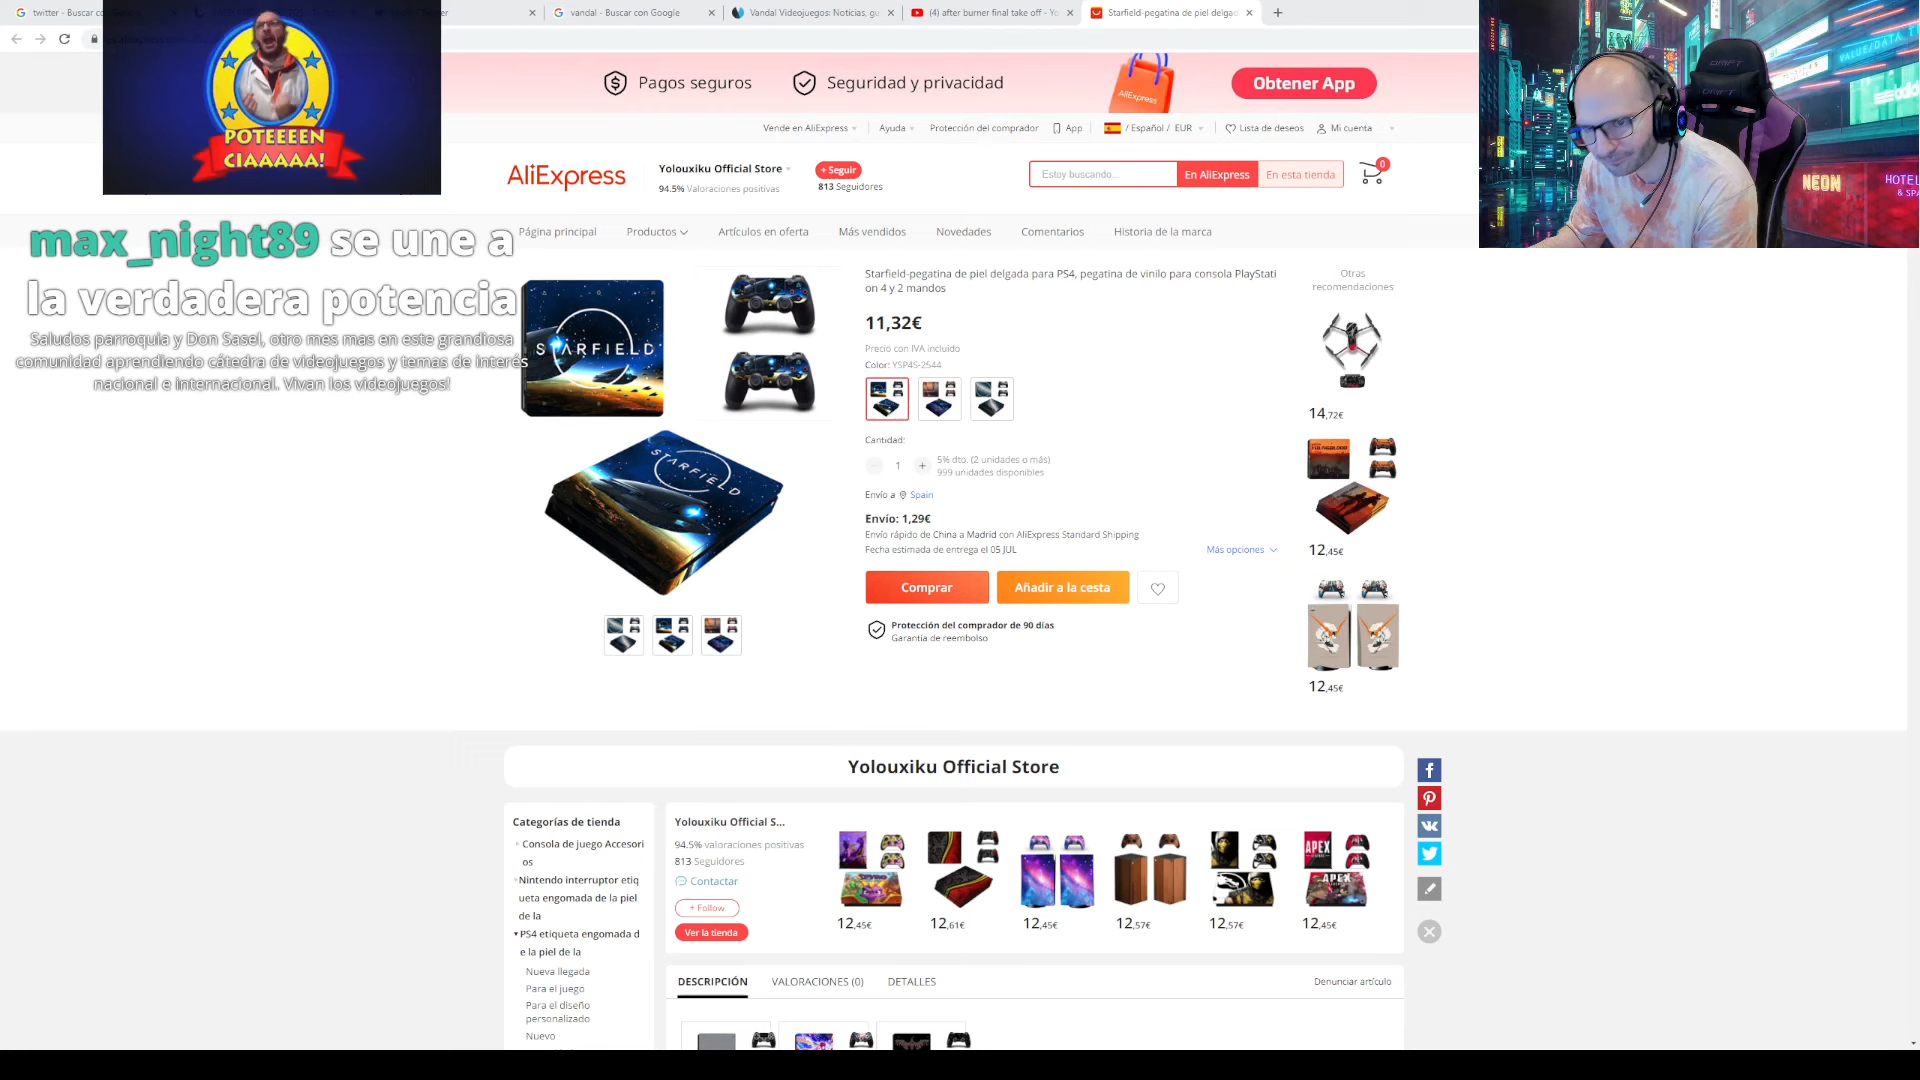 twitter - Buscar co
vandal - Buscar con Google
Vandal Videojuegos: Noticias, gu
(4) after burner final take off - Yo
Starfield-pegatina de piel delgad
POTEEEEN
CIAAAAA!
Pagos seguros
Seguridad y privacidad
AliExpress
Obtener App
Vende en AliExpress
Ayuda
Protección del comprador
App
/ Español / EUR
Lista de deseos
Mi cuenta
AliExpress
Yolouxiku Official Store
94.5% Valoraciones positivas
+ Seguir
813 Seguidores
Estoy buscando...
En AliExpress
En esta tienda
0
NEON
HOTEL
& SPA
VALUE/DATA
DRIFT
max_night89 se une a
la verdadera potencia
Saludos parroquia y Don Sasel, otro mes mas en este grandiosa
comunidad aprendiendo cátedra de videojuegos y temas de interés
nacional e internacional. Vivan los videojuegos!
Página principal
Productos
Artículos en oferta
Más vendidos
Novedades
Comentarios
Historia de la marca
STARFIELD
STARFIELD
Starfield-pegatina de piel delgada para PS4, pegatina de vinilo para consola PlayStati
on 4 y 2 mandos
11,32€
Precio con IVA incluido
Color: YSP4S-2544
Cantidad:
1
5% dto. (2 unidades o más)
999 unidades disponibles
Envío a Spain
Envío: 1,29€
Envío rápido de China a Madrid con AliExpress Standard Shipping
Fecha estimada de entrega el 05 JUL
Más opciones
Comprar
Añadir a la cesta
Protección del comprador de 90 días
Garantía de reembolso
Otras
recomendaciones
14,72€
12,45€
12,45€
Yolouxiku Official Store
Categorías de tienda
Consola de juego Accesori
os
Nintendo interruptor etiq
ueta engomada de la piel
de la
PS4 etiqueta engomada d
e la piel de la
Nueva llegada
Para el juego
Para el diseño
personalizado
Nuevo
Yolouxiku Official S...
94.5% valoraciones positivas
813 Seguidores
Contactar
+ Follow
Ver la tienda
APEX
APEX
12,45€
12,61€
12,45€
12,57€
12,57€
12,45€
DESCRIPCIÓN
VALORACIONES (0)
DETALLES
Denunciar artículo